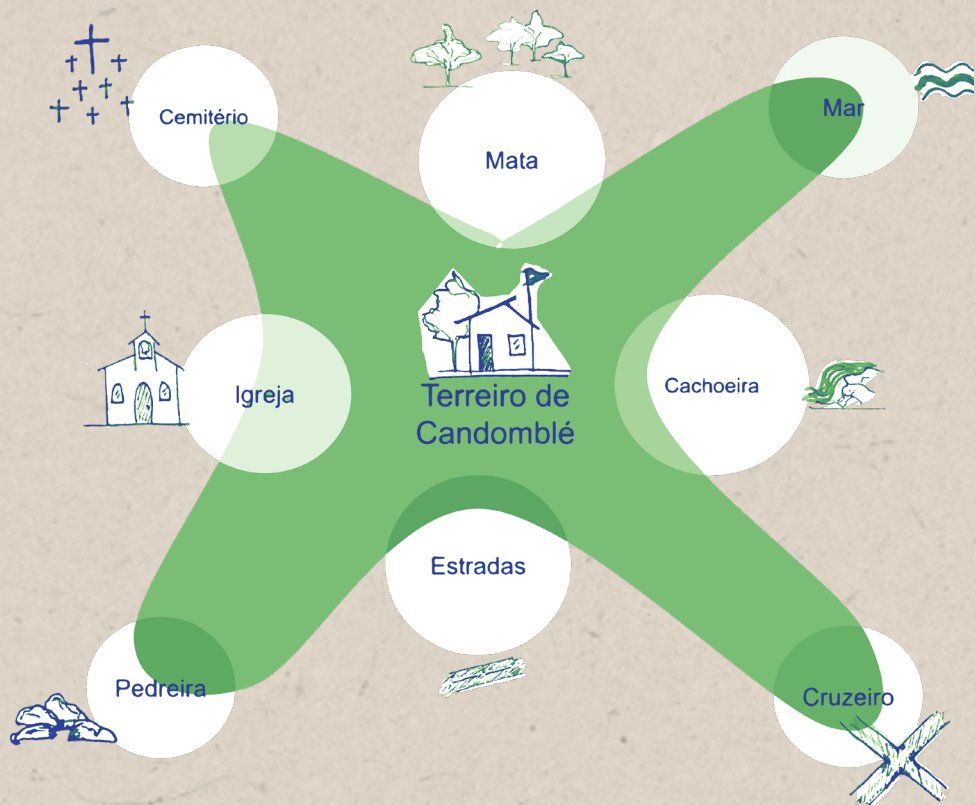 Cemitério
Mata
Mar
Igreja
Terreiro de
Candomblé
Cachoeira
Estradas
Pedreira
Cruzeiro